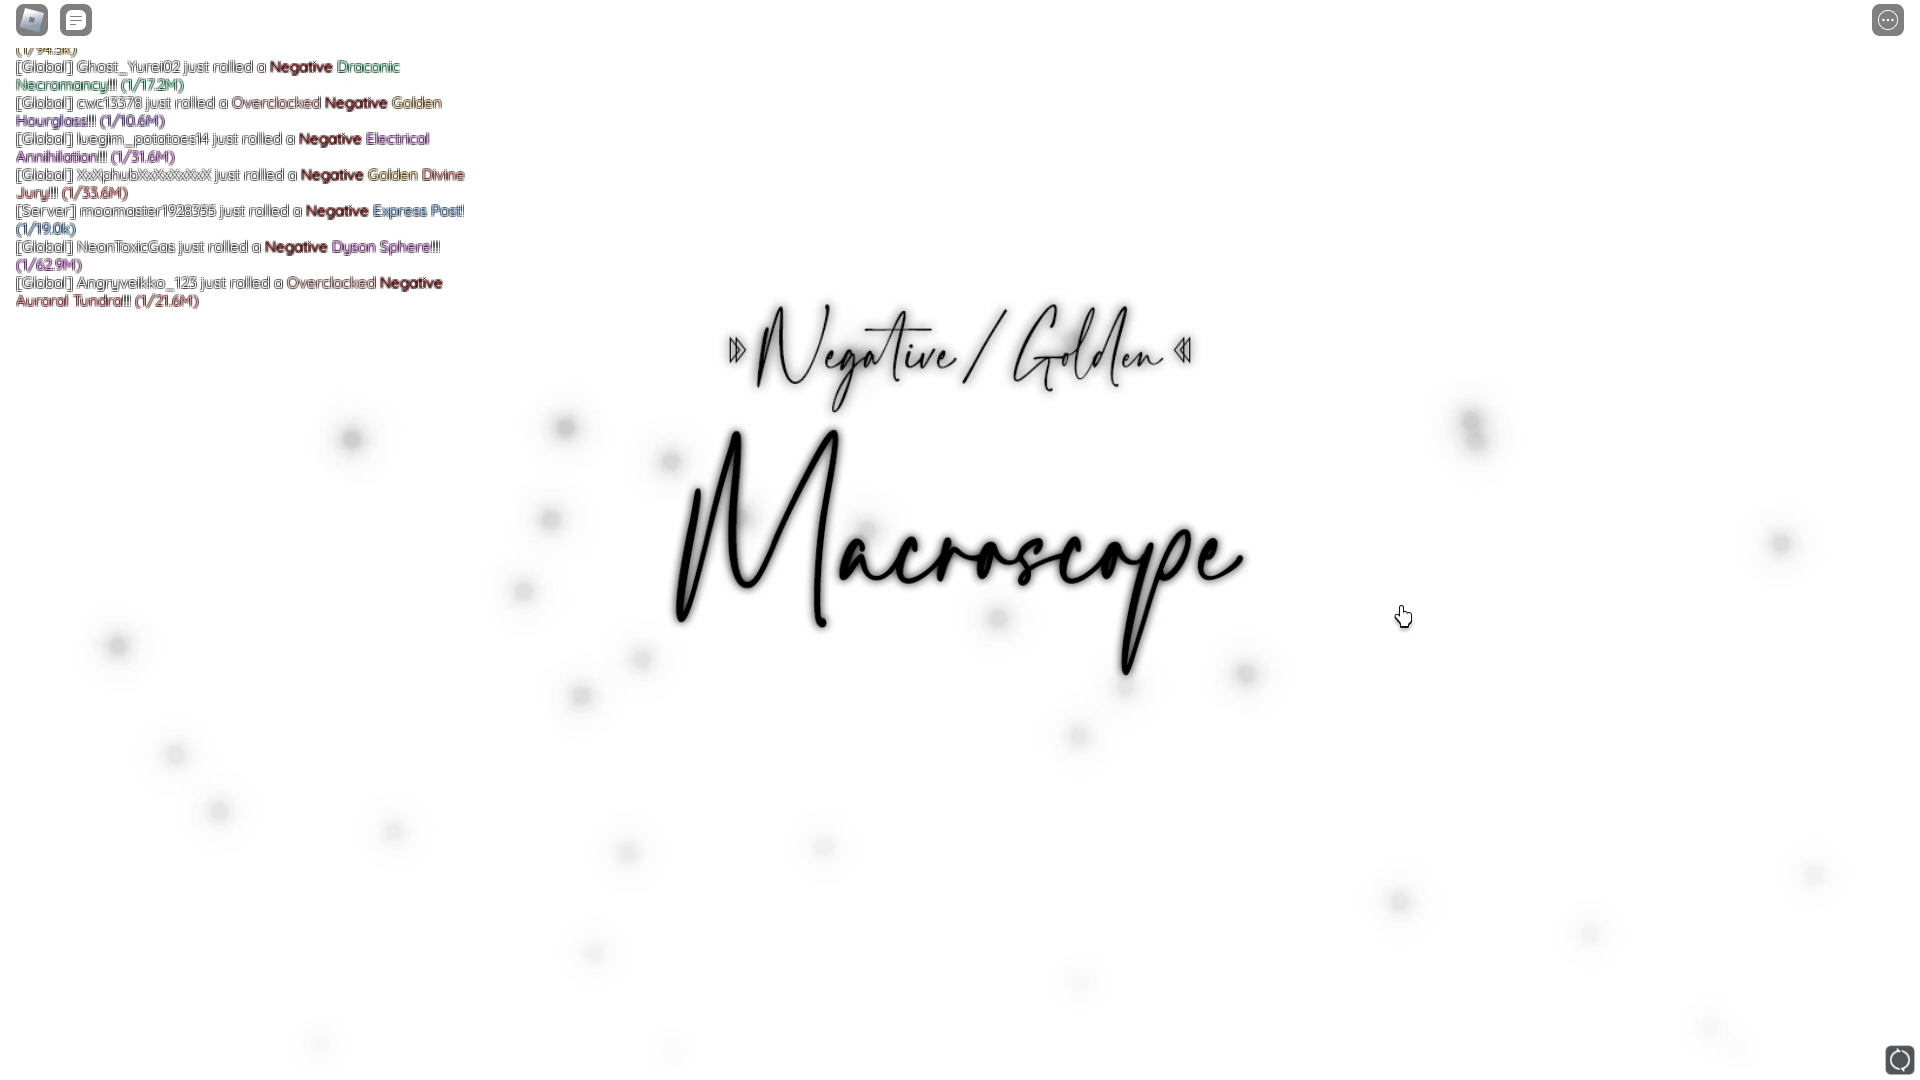 (1/94.3k)
[Global] Ghost_Yurei02 just rolled a Negative Draconic
Necromancy!!! (1/17.2M)
[Global] cwc13378 just rolled a Overclocked Negative Golden
Hourglass!!! (1/10.6M)
[Global] luegim_potatoes14 just rolled a Negative Electrical
Annihilation!!! (1/31.6M)
[Global] XxXphubXxXxXxXxX just rolled a Negative Golden Divine
Jury!!! (1/33.6M)
[Server] moomaster1928355 just rolled a Negative Express Post!
(1/19.0k)
[Global] NeonToxicGas just rolled a Negative Dyson Sphere!!!
(1/62.9M)
[Global] Angryveikko_123 just rolled a Overclocked Negative
Auroral Tundra!!! (1/21.6M)
Negative / Golden
Macroscope